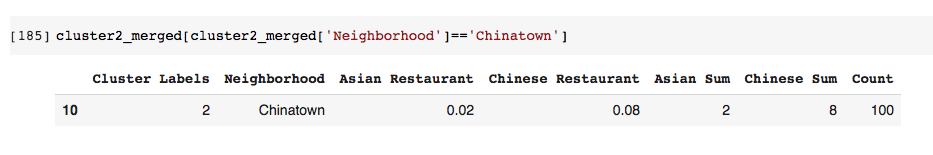 [185] cluster2_merged[cluster2_merged['Neighborhood']=='Chinatown']
Cluster Labels Neighborhood Asian Restaurant Chinese Restaurant Asian Sum Chinese Sum Count
10 2 Chinatown 0.02 0.08 2 8 100